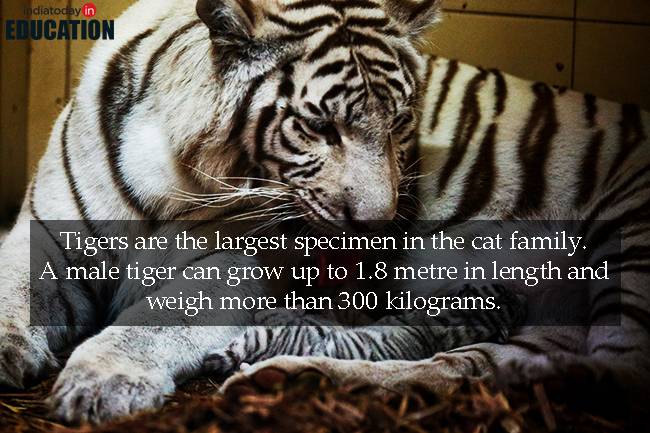 indiatoday in
EDUCATION
Tigers are the largest specimen in the cat family.
A male tiger can grow up to 1.8 metre in length and
weigh more than 300 kilograms.